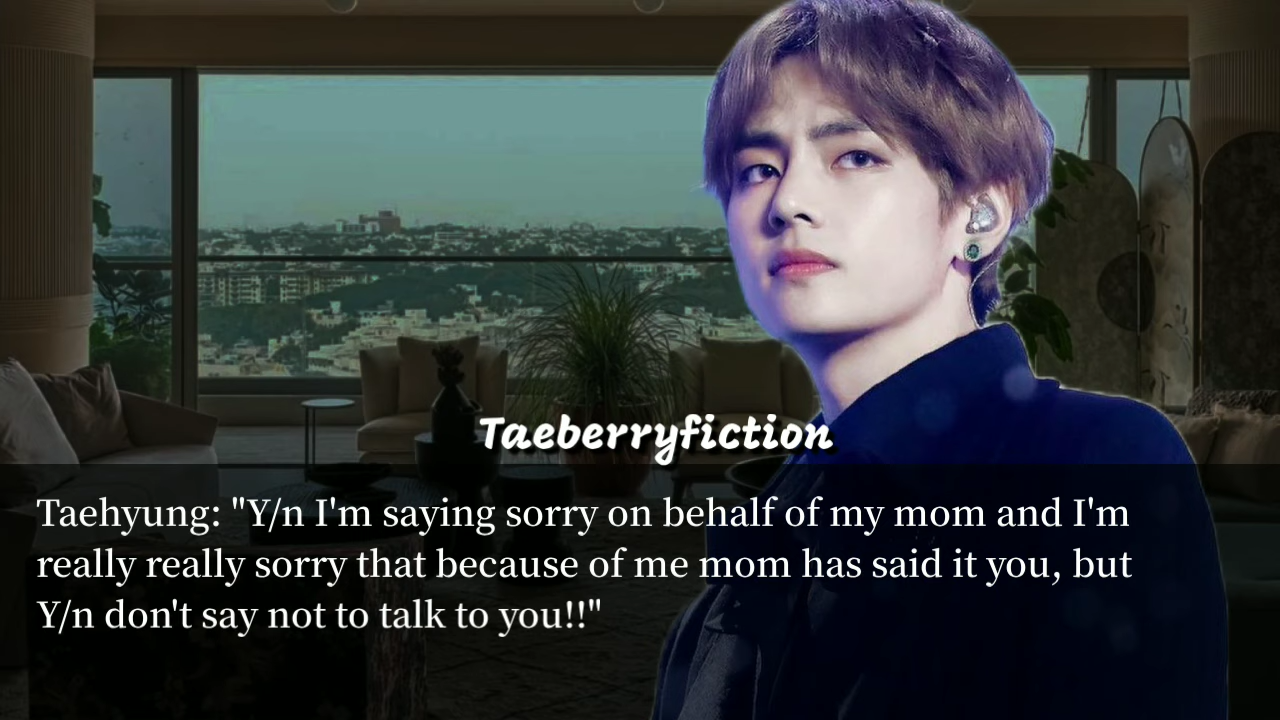 Taeberryfiction
Taehyung: "Y/n I'm saying sorry on behalf of my mom and I'm
really really sorry that because of me mom has said it you, but
Y/n don't say not to talk to you!!"